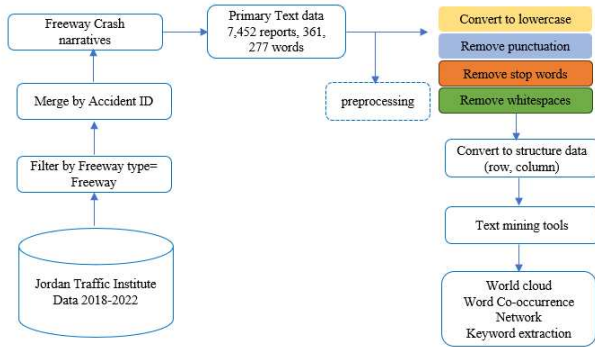 Freeway Crash
narratives
Primary Text data
7,452 reports, 361,
277 words
Convert to lowercase
Remove punctuation
Remove stop words
Remove whitespaces
preprocessing
Merge by Accident ID
Filter by Freeway type=
Freeway
Jordan Traffic Institute
Data 2018-2022
Convert to structure data
(row, column)
Text mining tools
World cloud
Word Co-occurrence
Network
Keyword extraction